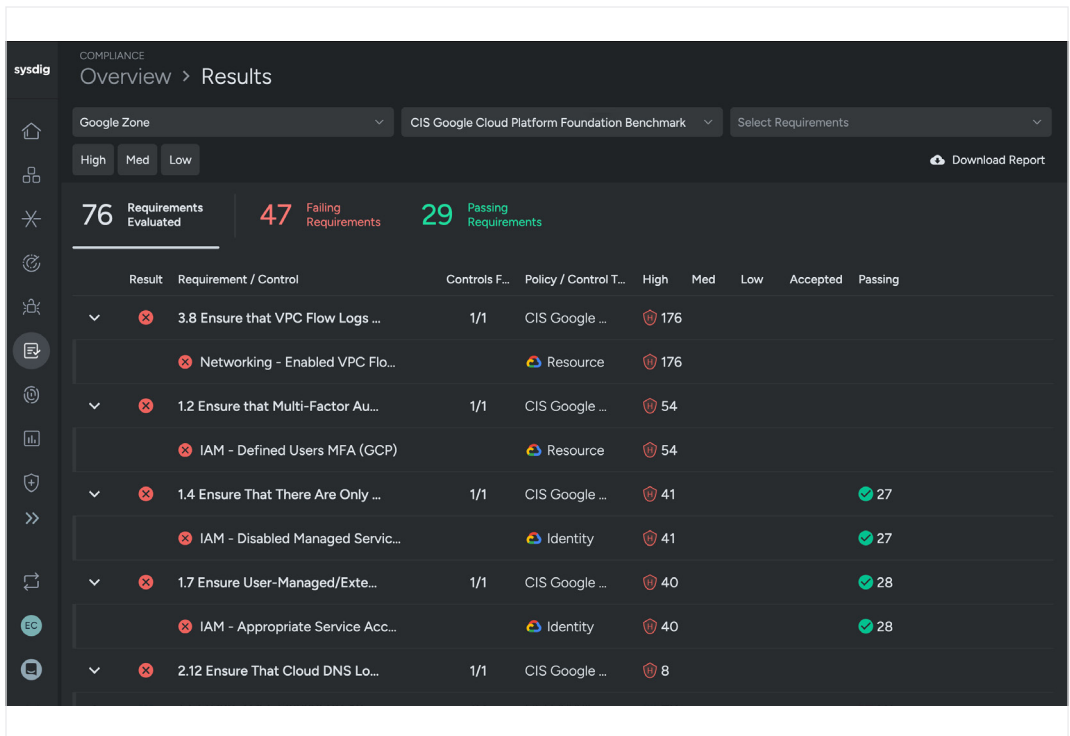 sysdig
COMPLIANCE
Overview > Results
Google Zone
CIS Google Cloud Platform Foundation Benchmark
Select Requirements
High Med Low
Download Report
76 Requirements Evaluated
47 Failing Requirements
29 Passing Requirements
Result Requirement / Control Controls F... Policy / Control T... High Med Low Accepted Passing
3.8 Ensure that VPC Flow Logs ... 1/1 CIS Google ... H 176
Networking - Enabled VPC Flo... Resource H 176
1.2 Ensure that Multi-Factor Au... 1/1 CIS Google ... H 54
IAM - Defined Users MFA (GCP) Resource H 54
1.4 Ensure That There Are Only ... 1/1 CIS Google ... H 41 27
IAM - Disabled Managed Servic... Identity H 41 27
1.7 Ensure User-Managed/Exte... 1/1 CIS Google ... H 40 28
IAM - Appropriate Service Acc... Identity H 40 28
EC
2.12 Ensure That Cloud DNS Lo... 1/1 CIS Google ... H 8